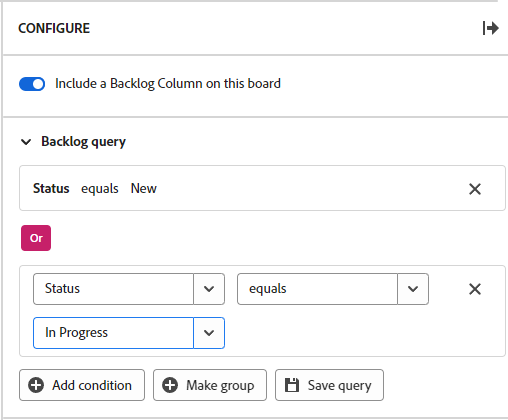 CONFIGURE
Include a Backlog Column on this board
Backlog query
Status equals New
Or
Status equals
In Progress
Add condition Make group Save query